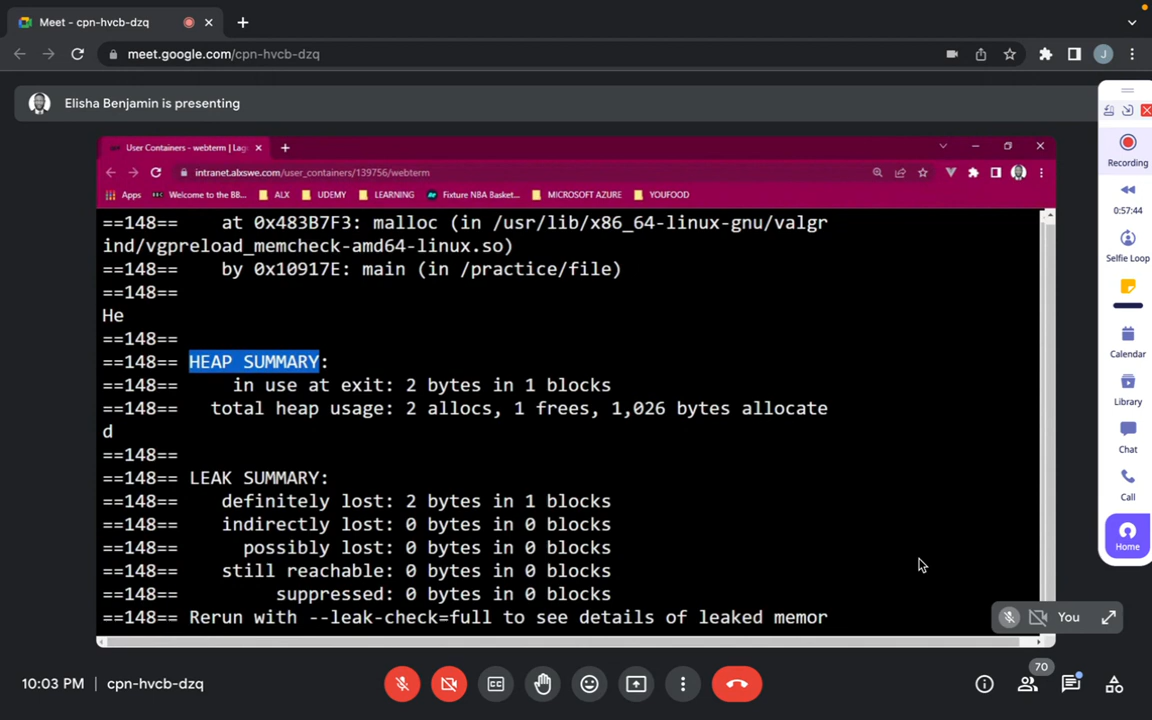 Meet - cpn-hvcb-dzq
meet.google.com/cpn-hvcb-dzq
J
Elisha Benjamin is presenting
User Containers - webterm | Lag
intranet.alxswe.com/user_containers/139756/webterm
Apps Welcome to the BB... ALX UDEMY LEARNING Fixture NBA Basket... MICROSOFT AZURE YOUFOOD
==148== at 0x483B7F3: malloc (in /usr/lib/x86_64-linux-gnu/valgr
ind/vgpreload_memcheck-amd64-linux.so)
==148== by 0x10917E: main (in /practice/file)
==148==
He
==148==
==148== HEAP SUMMARY:
==148== in use at exit: 2 bytes in 1 blocks
==148== total heap usage: 2 allocs, 1 frees, 1,026 bytes allocate
d
==148==
==148== LEAK SUMMARY:
==148== definitely lost: 2 bytes in 1 blocks
==148== indirectly lost: 0 bytes in 0 blocks
==148== possibly lost: 0 bytes in 0 blocks
==148== still reachable: 0 bytes in 0 blocks
==148== suppressed: 0 bytes in 0 blocks
==148== Rerun with --leak-check=full to see details of leaked memor
Recording
0:57:44
Selfie Loop
Calendar
Library
Chat
Call
Home
You
10:03 PM | cpn-hvcb-dzq
70